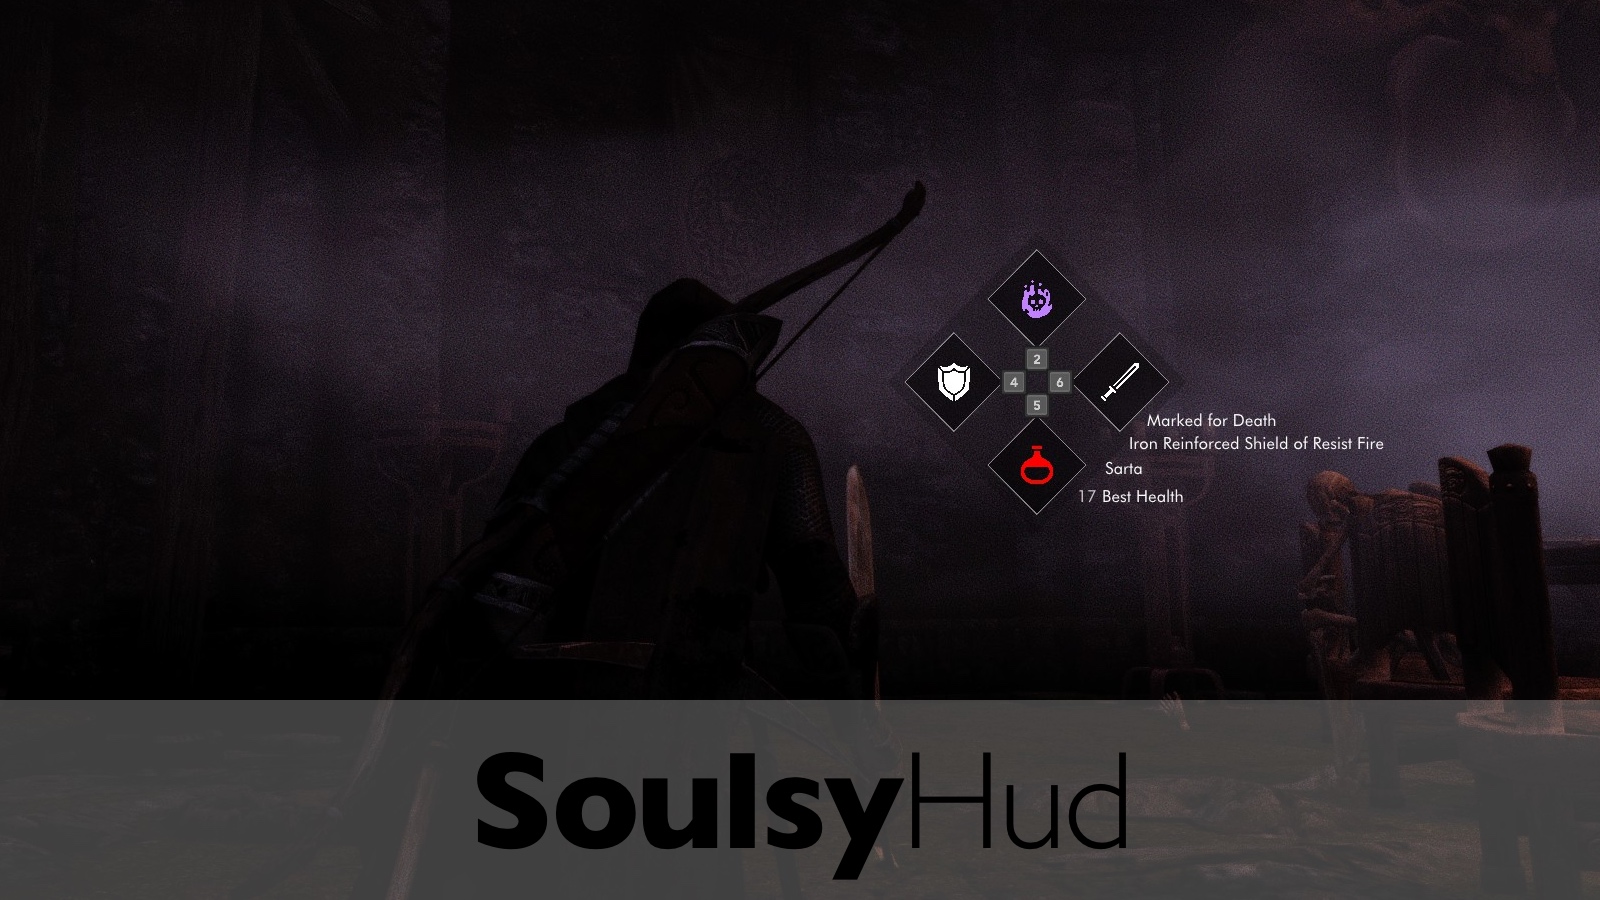 2
4 6
5
Marked for Death
Iron Reinforced Shield of Resist Fire
Sarta
17 Best Health
SoulsyHud